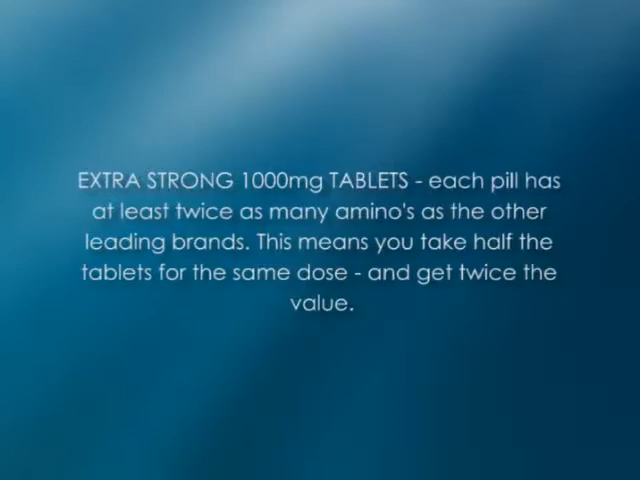 EXTRA STRONG 1000mg TABLETS - each pill has
at least twice as many amino's as the other
leading brands. This means you take half the
tablets for the same dose - and get twice the
value.